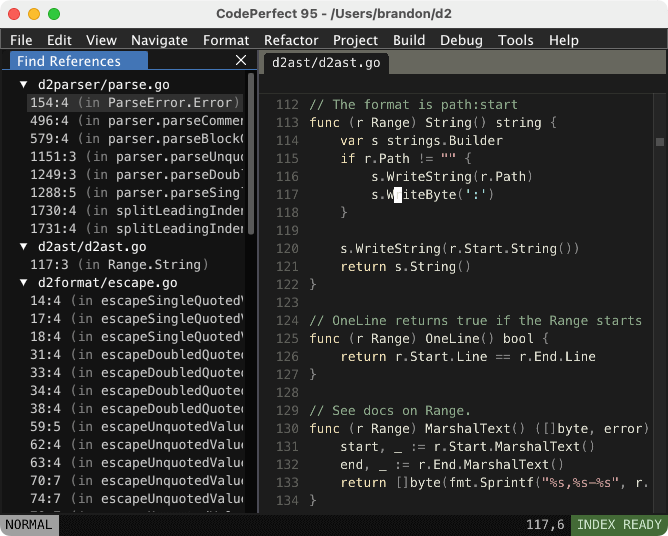 CodePerfect 95 - /Users/brandon/d2
File Edit View Navigate Format Refactor Project Build Debug Tools Help
Find References
d2parser/parse.go
154:4 (in ParseError.Error)
496:4 (in parser.parseCommer
579:4 (in parser.parseBlockC
1151:3 (in parser.parseUnquo
1249:3 (in parser.parseDoubl
1288:5 (in parser.parseSingl
1730:4 (in splitLeadingInder
1731:4 (in splitLeadingInder
d2ast/d2ast.go
117:3 (in Range.String)
d2format/escape.go
14:4 (in escapeSingleQuotedV
17:4 (in escapeSingleQuotedV
18:4 (in escapeSingleQuotedV
31:4 (in escapeDoubledQuoted
33:4 (in escapeDoubledQuoted
34:4 (in escapeDoubledQuoted
38:4 (in escapeDoubledQuoted
59:5 (in escapeUnquotedValue
62:4 (in escapeUnquotedValue
63:4 (in escapeUnquotedValue
70:7 (in escapeUnquotedValue
74:7 (in escapeUnquotedValue
d2ast/d2ast.go
112 // The format is path:start
113 func (r Range) String() string {
114 var s strings.Builder
115 if r.Path != "" {
116 s.WriteString(r.Path)
117 s.WriteByte(':')
118 }
119
120 s.WriteString(r.Start.String())
121 return s.String()
122 }
123
124 // OneLine returns true if the Range starts
125 func (r Range) OneLine() bool {
126 return r.Start.Line == r.End.Line
127 }
128
129 // See docs on Range.
130 func (r Range) MarshalText() ([]byte, error)
131 start, _ := r.Start.MarshalText()
132 end, _ := r.End.MarshalText()
133 return []byte(fmt.Sprintf("%s,%s-%s", r.
134 }
NORMAL
117,6 INDEX READY